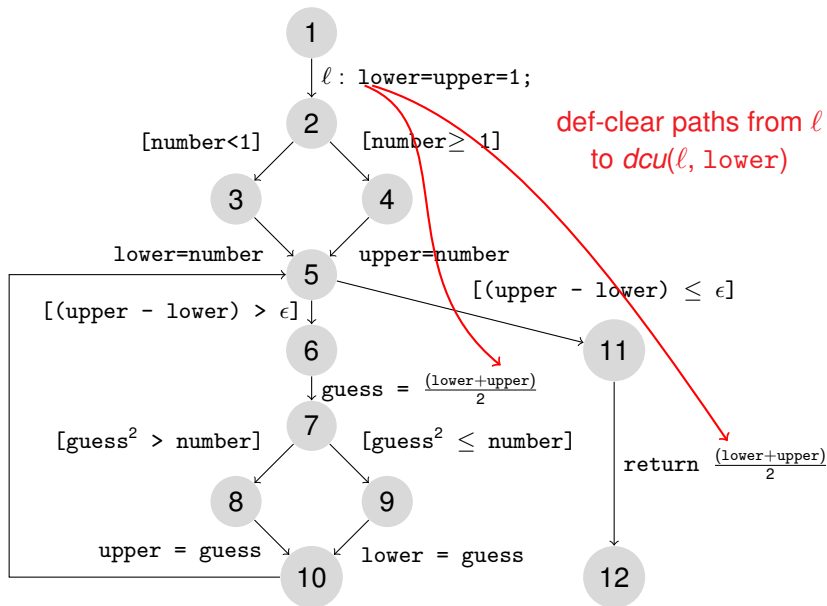 1
ℓ : lower=upper=1;
2
def-clear paths from ℓ
to dcu(ℓ, lower)
[number<1]
[number≥ 1]
3
4
lower=number
upper=number
5
[(upper - lower) > ϵ]
[(upper - lower) ≤ ϵ]
6
11
guess = (lower+upper)/2
7
[guess² > number]
[guess² ≤ number]
return (lower+upper)/2
8
9
upper = guess
lower = guess
10
12